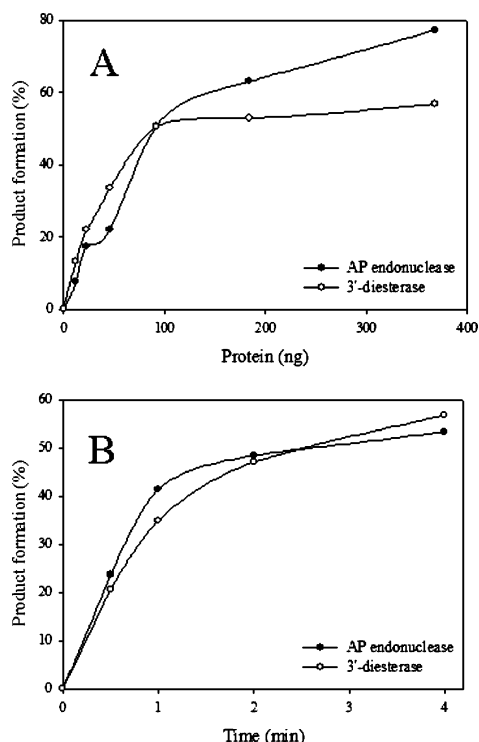 80
A
60
40
20
0
Product formation (%)
AP endonuclease
3'-diesterase
0 100 200 300 400
Protein (ng)
60
B
50
40
30
20
10
0
Product formation (%)
AP endonuclease
3'-diesterase
0 1 2 3 4
Time (min)